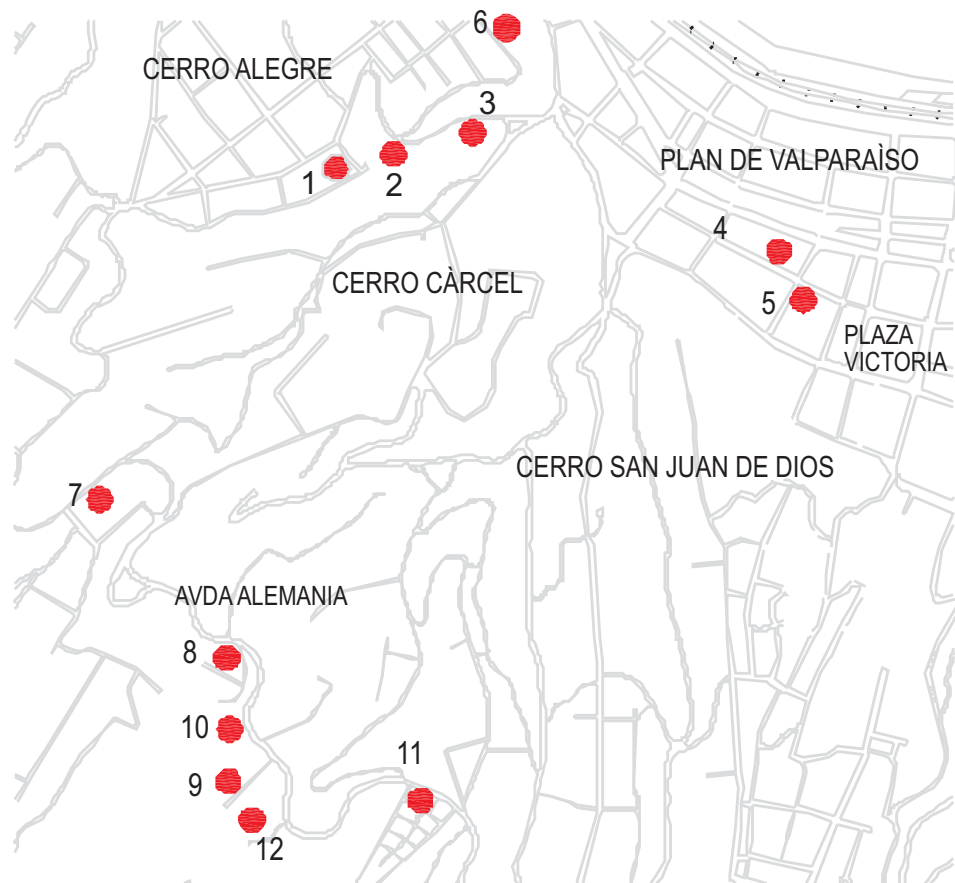 6
CERRO ALEGRE
3
PLAN DE VALPARAÌSO
1
2
4
CERRO CÀRCEL
5
PLAZA
VICTORIA
CERRO SAN JUAN DE DIOS
7
AVDA ALEMANIA
8
10
11
9
12